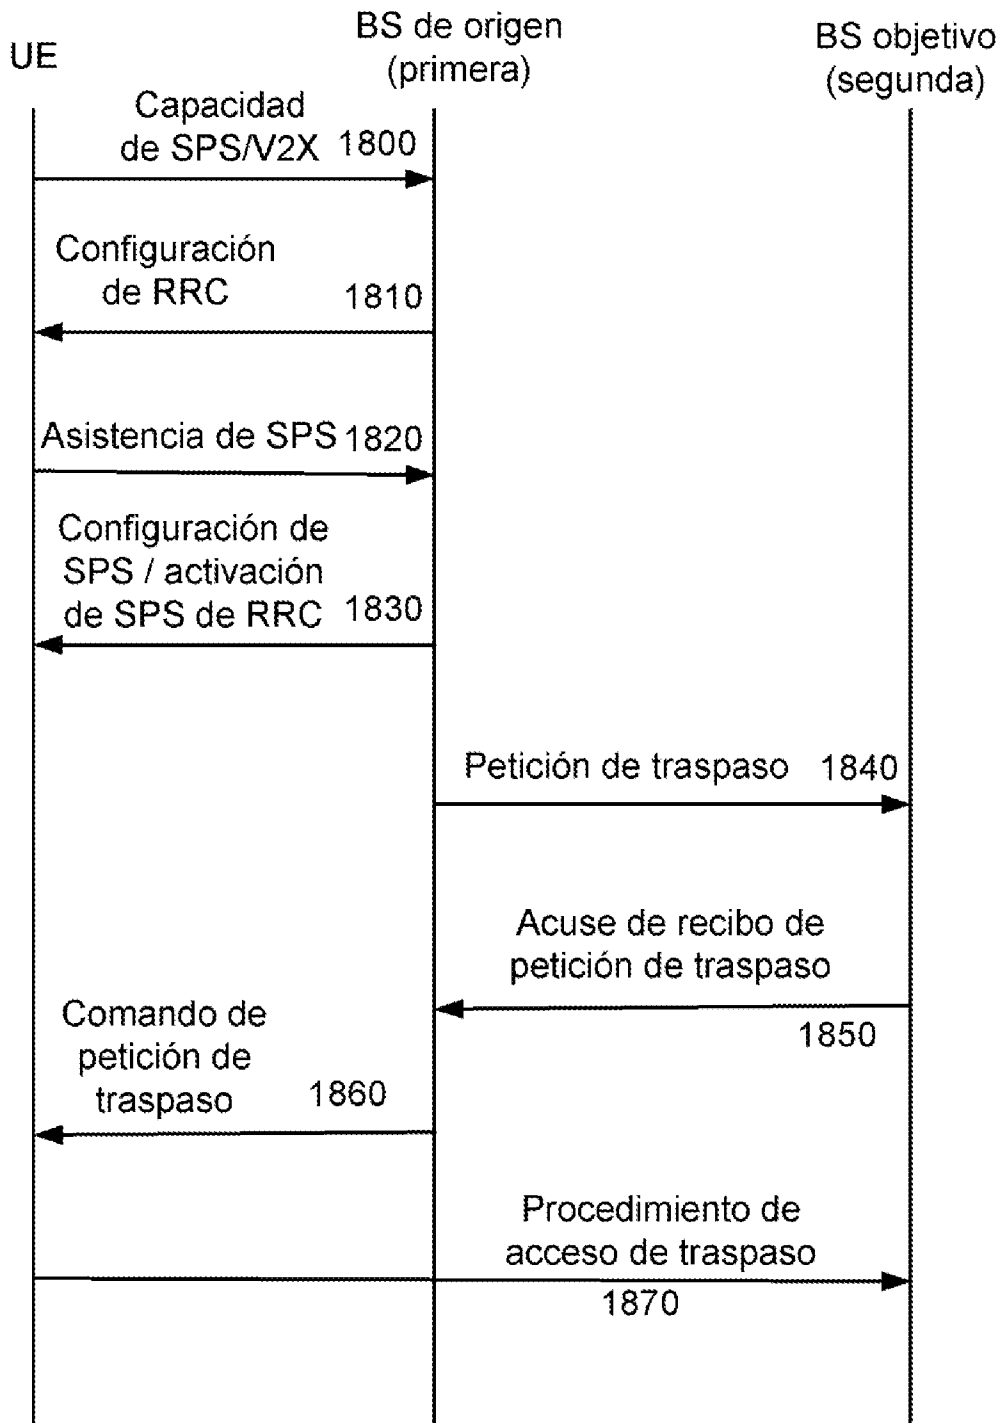 UE
BS de origen
(primera)
BS objetivo
(segunda)
Capacidad
de SPS/V2X 1800
Configuración
de RRC 1810
Asistencia de SPS 1820
Configuración de
SPS / activación
de SPS de RRC 1830
Petición de traspaso 1840
Acuse de recibo de
petición de traspaso
1850
Comando de
petición de
traspaso 1860
Procedimiento de
acceso de traspaso
1870